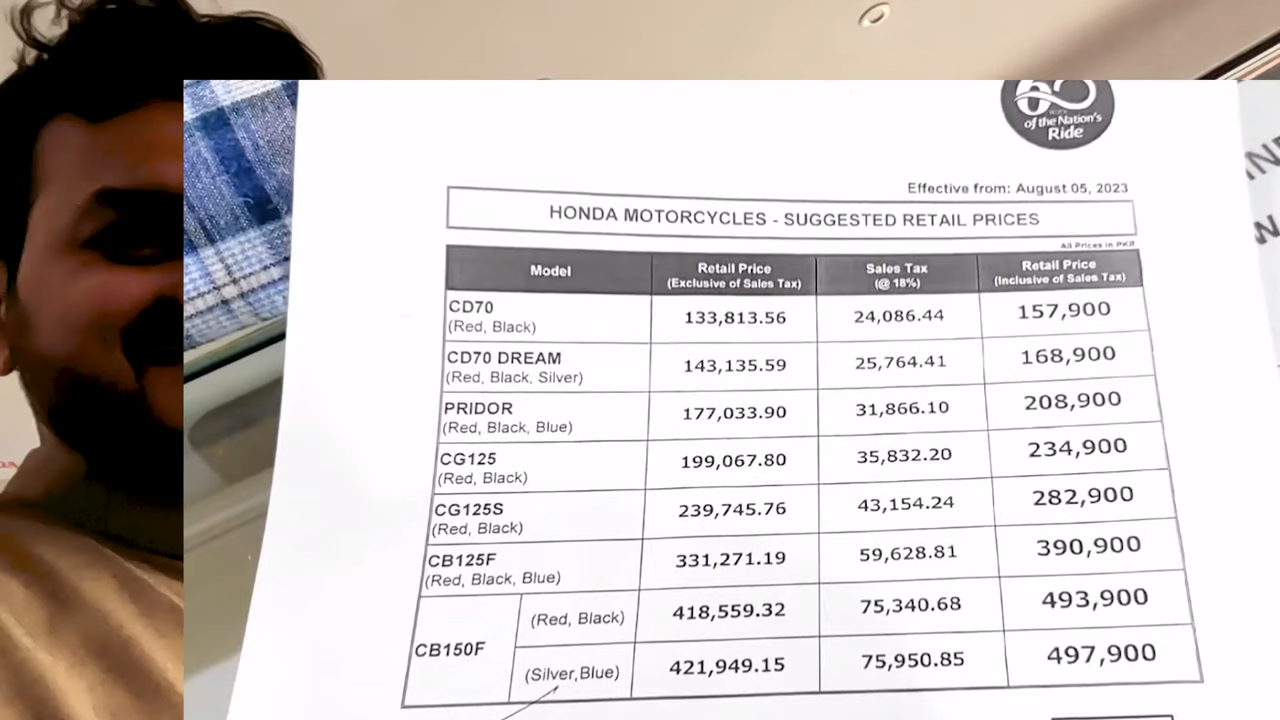 60
of the Nation's
Ride
Effective from: August 05, 2023
HONDA MOTORCYCLES - SUGGESTED RETAIL PRICES
All Prices in PKR
Model Retail Price (Exclusive of Sales Tax) Sales Tax (@ 18%) Retail Price (Inclusive of Sales Tax)
CD70 (Red, Black) 133,813.56 24,086.44 157,900
CD70 DREAM (Red, Black, Silver) 143,135.59 25,764.41 168,900
PRIDOR (Red, Black, Blue) 177,033.90 31,866.10 208,900
CG125 (Red, Black) 199,067.80 35,832.20 234,900
CG125S (Red, Black) 239,745.76 43,154.24 282,900
CB125F (Red, Black, Blue) 331,271.19 59,628.81 390,900
CB150F (Red, Black) 418,559.32 75,340.68 493,900
(Silver,Blue) 421,949.15 75,950.85 497,900